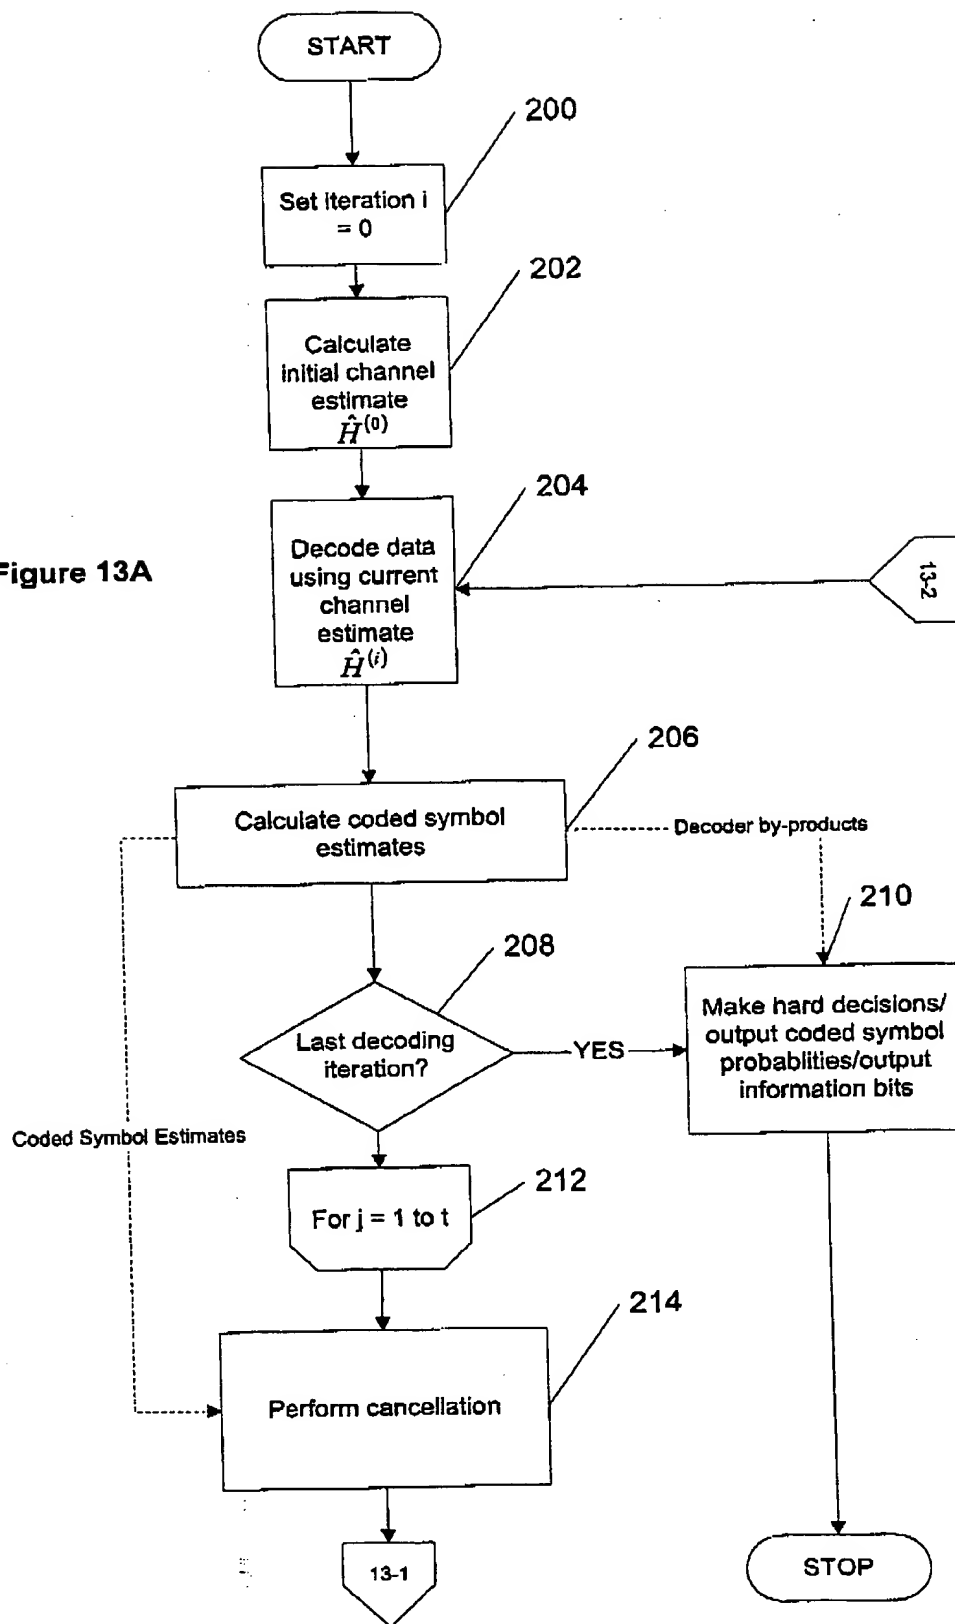 START
200
Set iteration i
= 0
202
Calculate
initial channel
estimate
Ĥ⁽⁰⁾
204
Figure 13A
Decode data
using current
channel
estimate
Ĥ⁽ⁱ⁾
13-2
206
Calculate coded symbol
estimates
Decoder by-products
210
208
Make hard decisions/
output coded symbol
probablities/output
information bits
Last decoding
iteration?
YES
Coded Symbol Estimates
212
For j = 1 to t
214
Perform cancellation
13-1
STOP